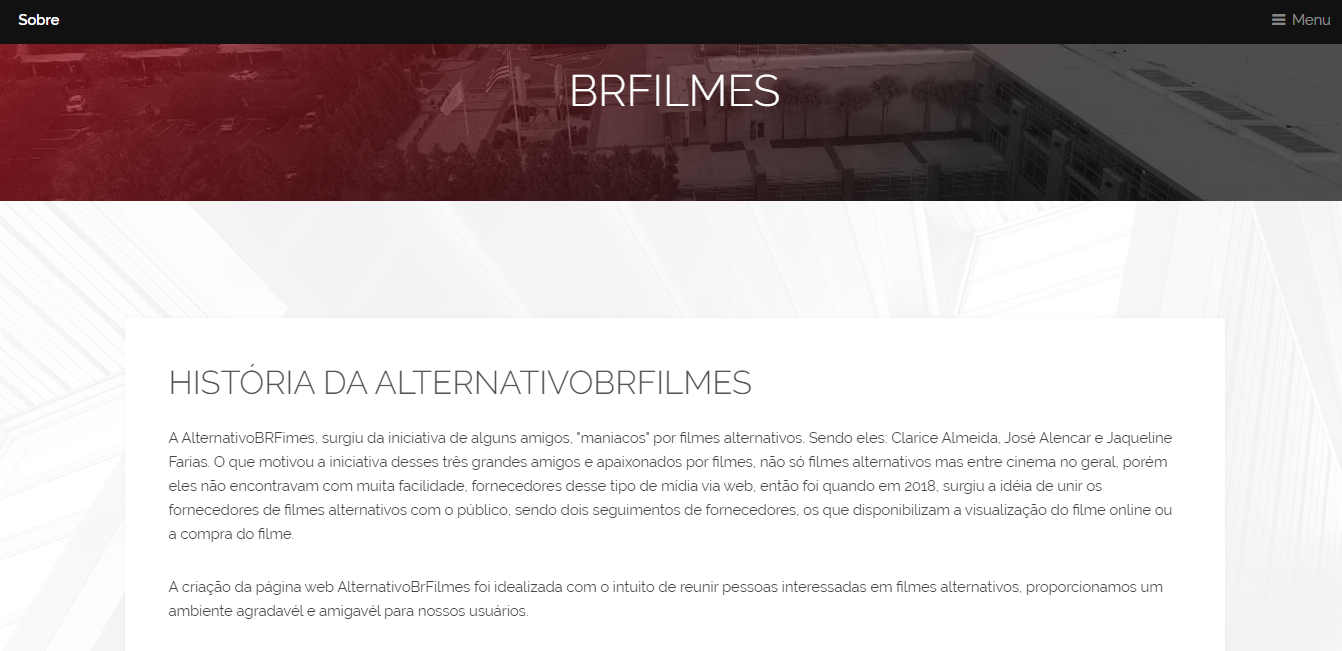 Sobre
Menu
BRFILMES
HISTÓRIA DA ALTERNATIVOBRFILMES
A AlternativoBRFimes, surgiu da iniciativa de alguns amigos, "maniacos" por filmes alternativos. Sendo eles: Clarice Almeida, José Alencar e Jaqueline
Farias. O que motivou a iniciativa desses três grandes amigos e apaixonados por filmes, não só filmes alternativos mas entre cinema no geral, porém
eles não encontravam com muita facilidade, fornecedores desse tipo de mídia via web, então foi quando em 2018, surgiu a idéia de unir os
fornecedores de filmes alternativos com o público, sendo dois seguimentos de fornecedores, os que disponibilizam a visualização do filme online ou
a compra do filme.
A criação da página web AlternativoBrFilmes foi idealizada com o intuito de reunir pessoas interessadas em filmes alternativos, proporcionamos um
ambiente agradavél e amigavél para nossos usuários.